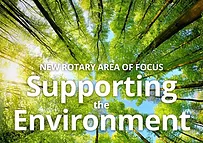 NEW ROTARY AREA OF FOCUS
Supporting
the
Environment